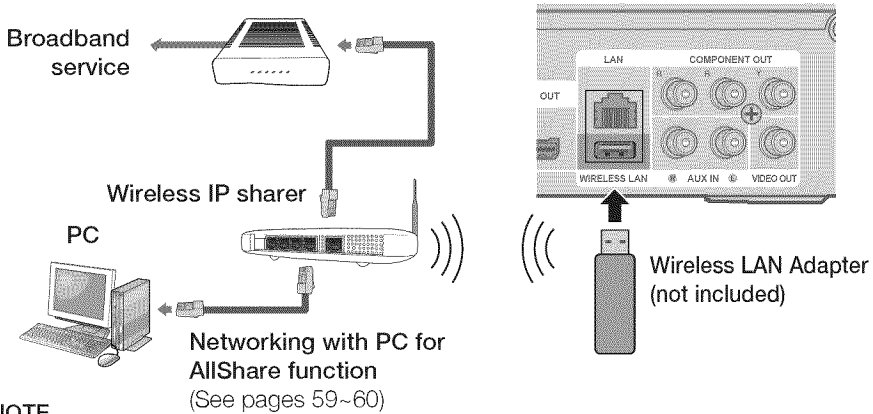 Broadband
service
Wireless IP sharer
PC
Networking with PC for
AllShare function
(See pages 59~60)
LAN
COMPONENT OUT
OUT
WIRELESS LAN
R AUX IN L
VIDEO OUT
Wireless LAN Adapter
(not included)